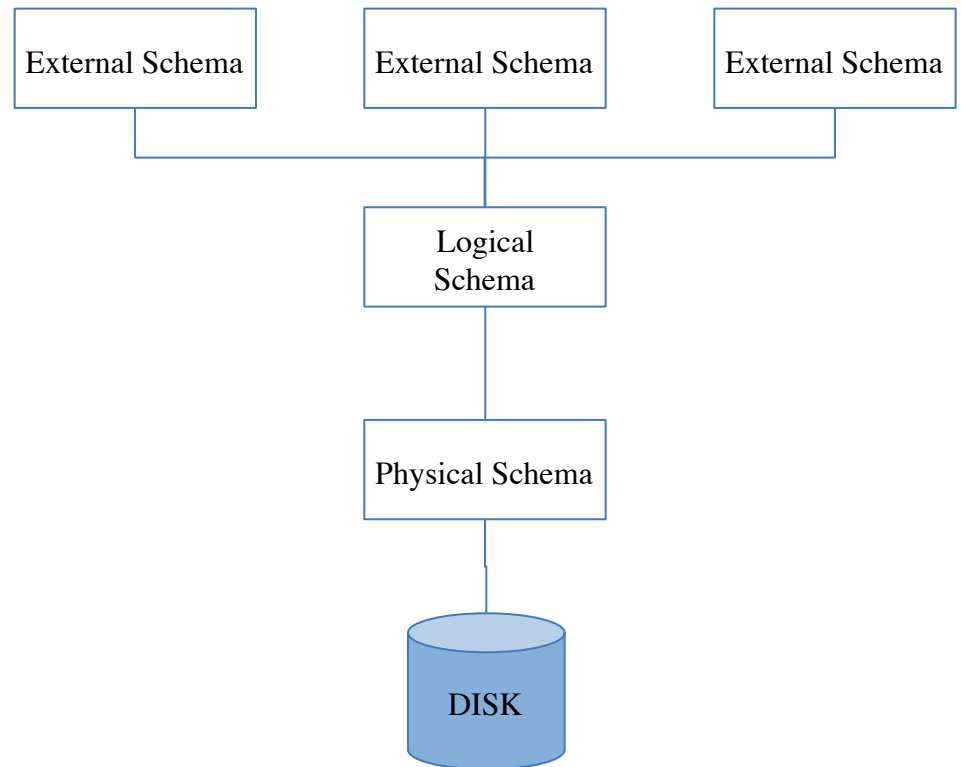 External Schema
External Schema
External Schema
Logical
Schema
Physical Schema
DISK